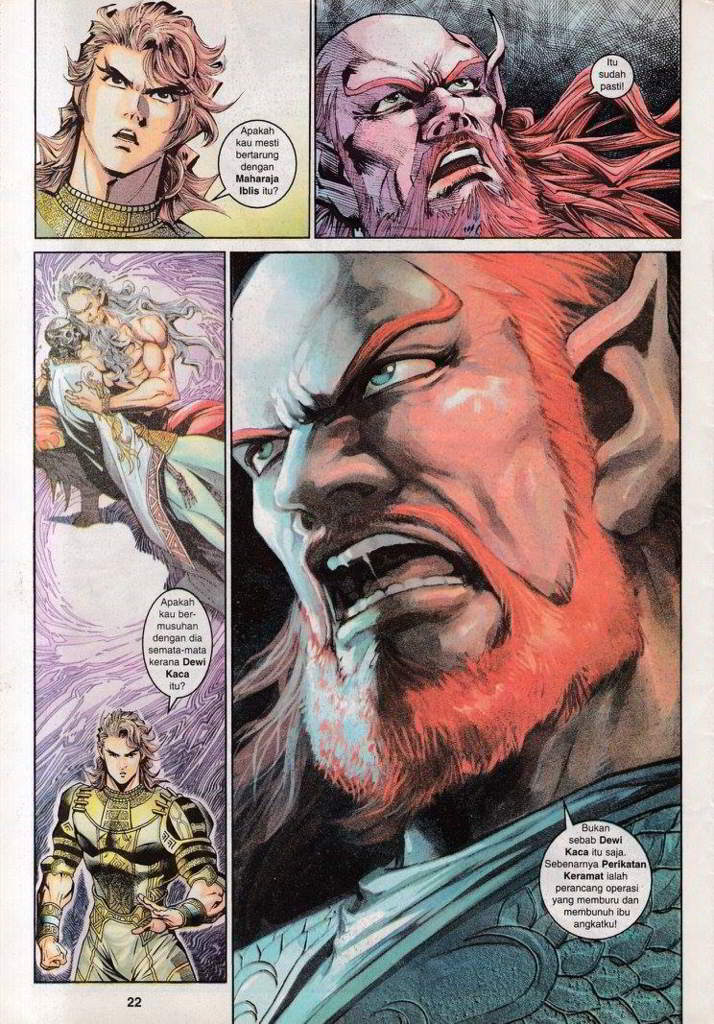 Apakah
kau mesti
bertarung
dengan
Maharaja
Iblis itu?
Itu
sudah
pasti!
Apakah
kau ber-
musuhan
dengan dia
semata-mata
kerana Dewi
Kaca
itu?
Bukan
sebab Dewi
Kaca itu saja.
Sebenarnya Perikatan
Keramat ialah
perancang operasi
yang memburu dan
membunuh ibu
angkatku!
22